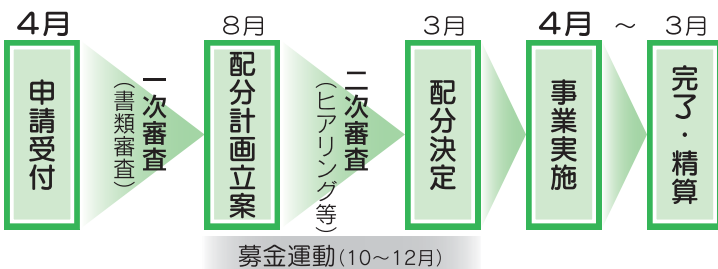 4月
申請受付
一次審査
(書類審査)
8月
配分計画立案
二次審査
(ヒアリング等)
3月
配分決定
4月 ～ 3月
事業実施
完了・精算
募金運動(10～12月)